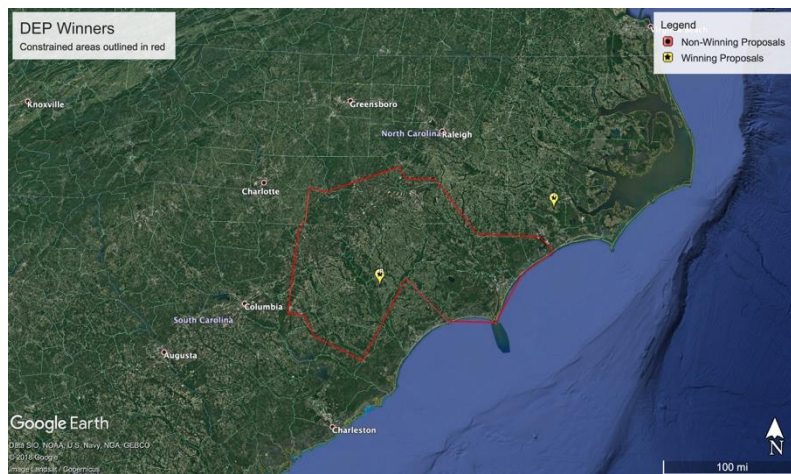 DEP Winners
Constrained areas outlined in red
Legend
Non-Winning Proposals
Winning Proposals
Knoxville
Greensboro
North Carolina
Raleigh
Charlotte
Columbia
South Carolina
Augusta
Charleston
Google Earth
Data SIO, NOAA, U.S. Navy, NGA, GEBCO
© 2018 Google
Image Landsat / Copernicus
N
100 mi